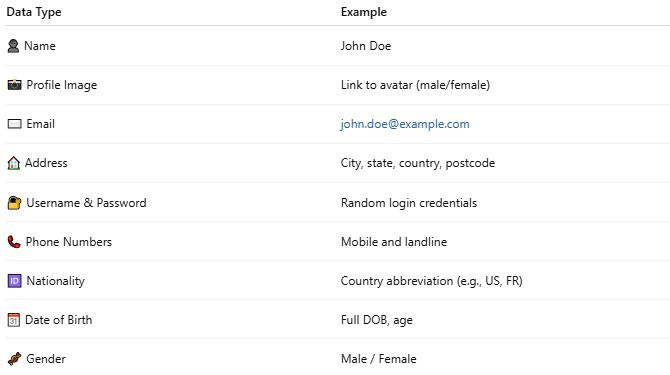 Data Type Example
Name John Doe
Profile Image Link to avatar (male/female)
Email john.doe@example.com
Address City, state, country, postcode
Username & Password Random login credentials
Phone Numbers Mobile and landline
ID Nationality Country abbreviation (e.g., US, FR)
31 Date of Birth Full DOB, age
Gender Male / Female